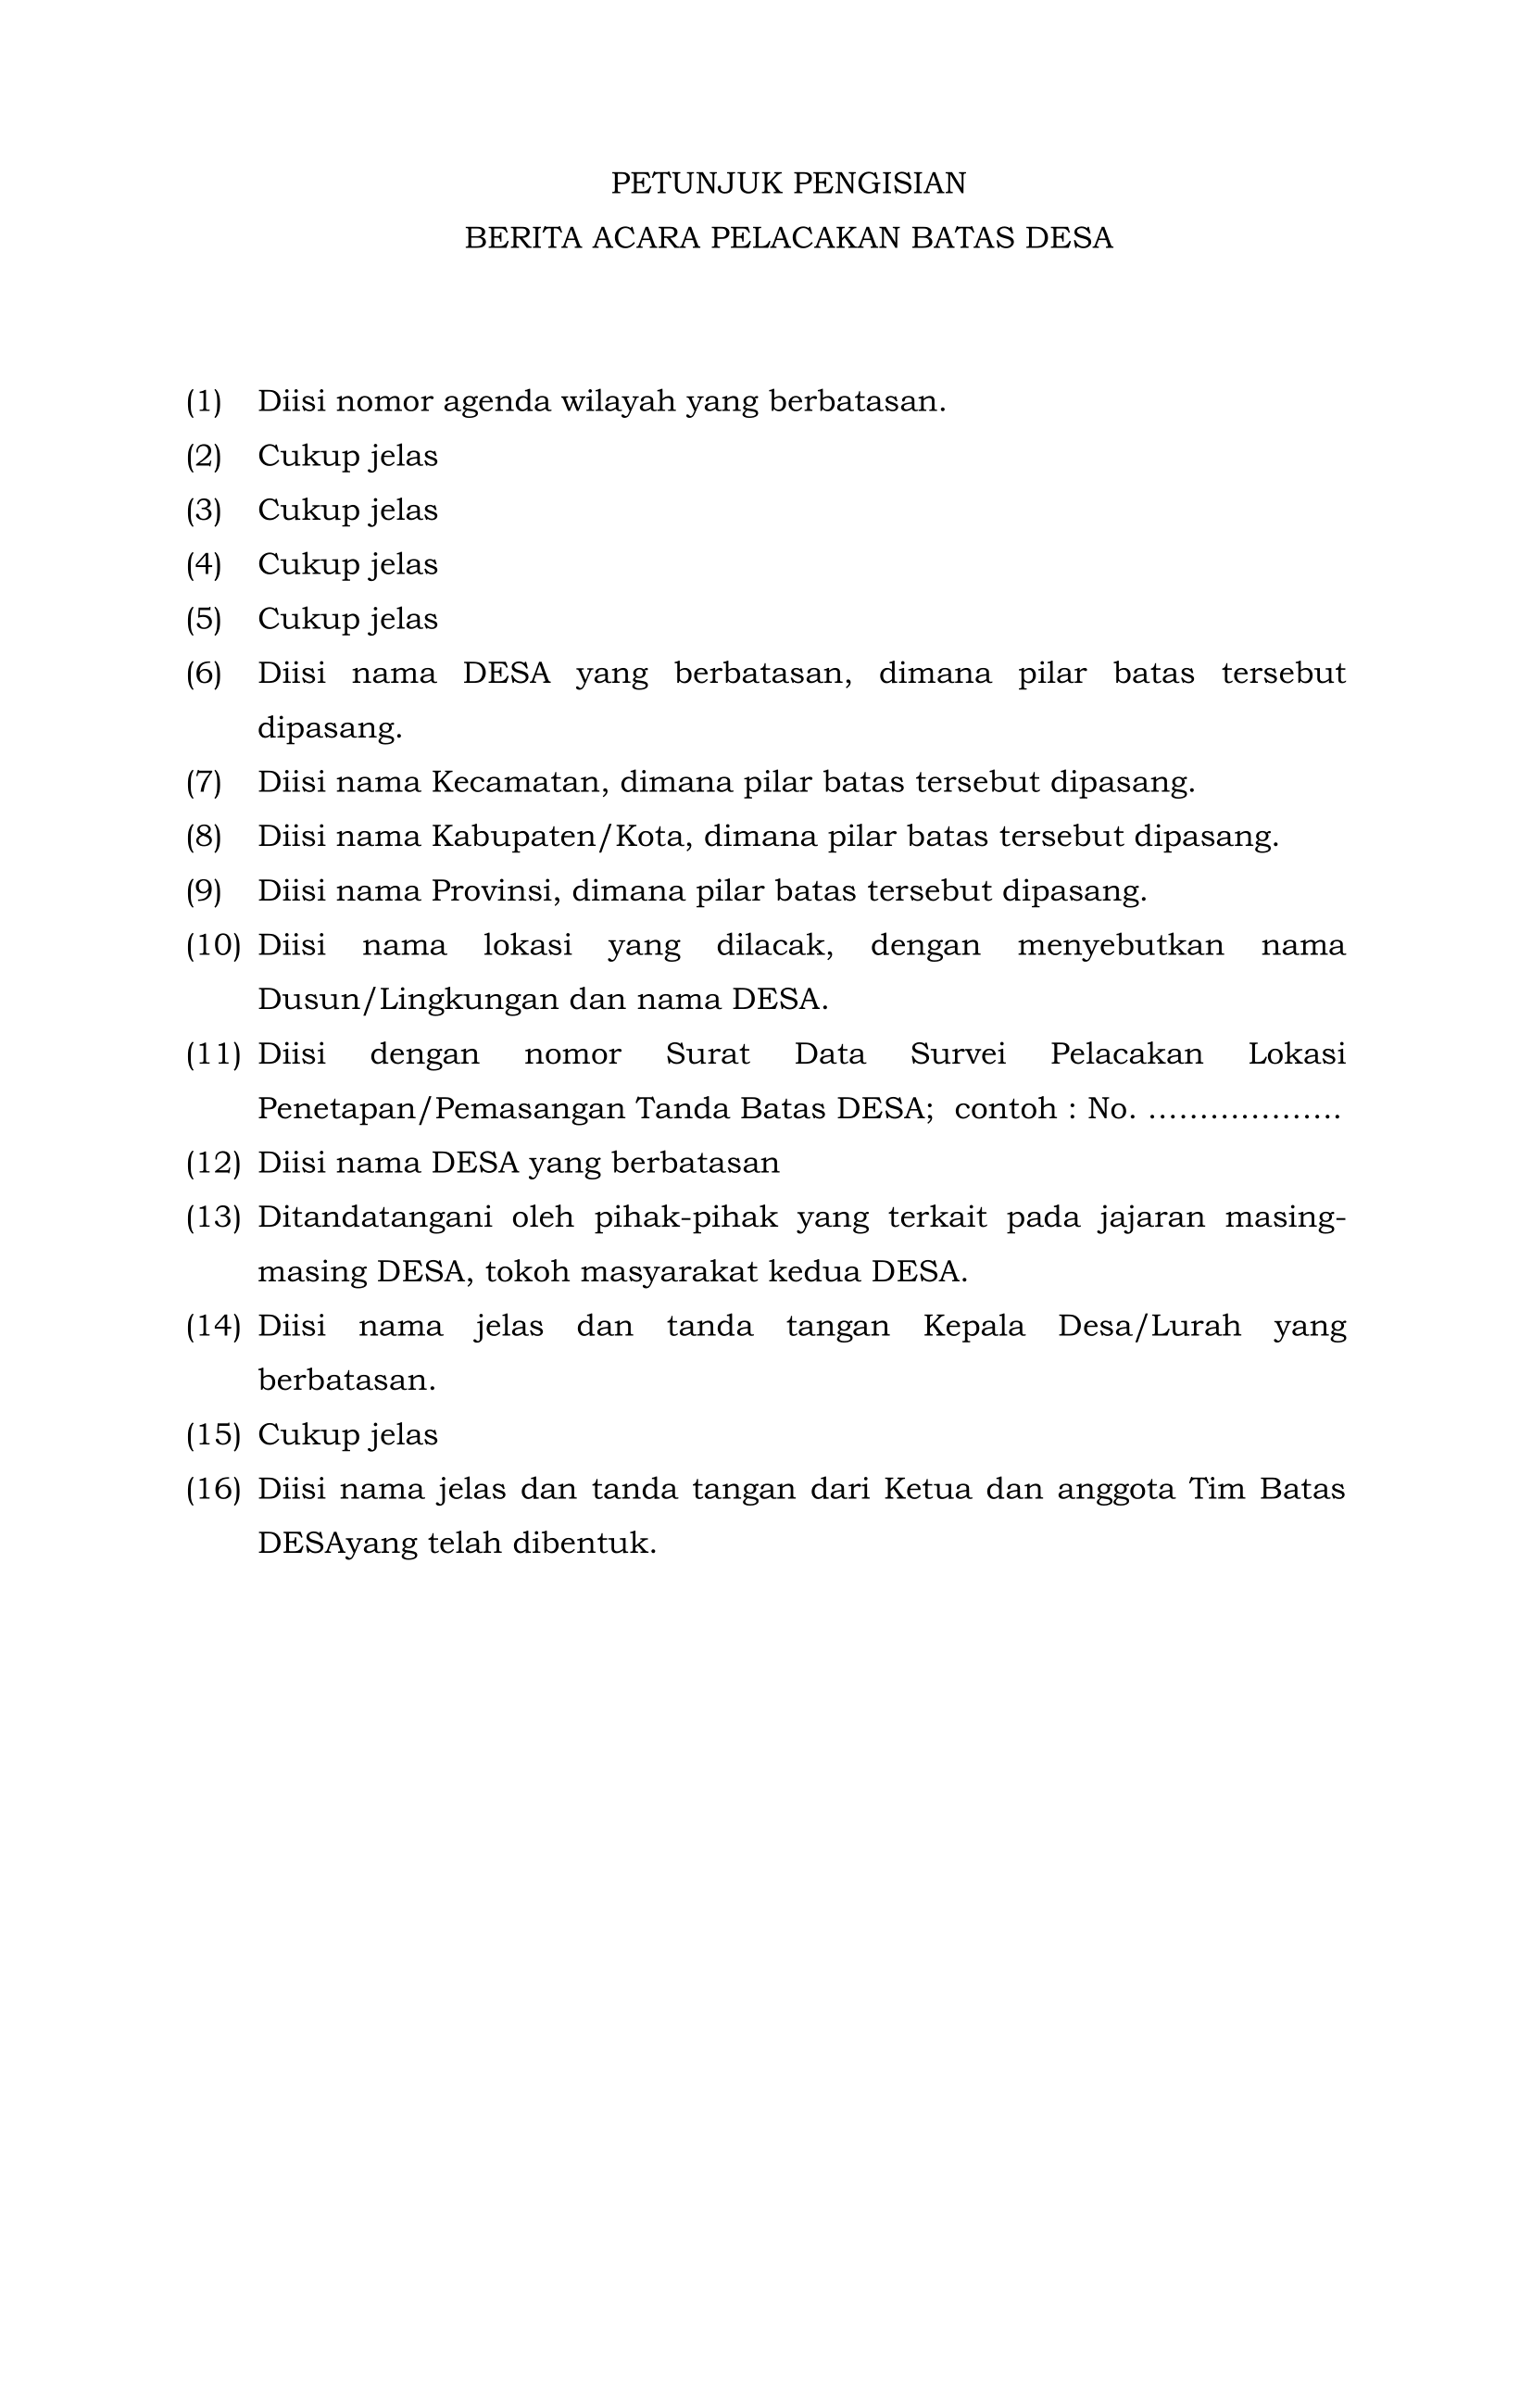 PETUNJUK PENGISIAN
BERITA ACARA PELACAKAN BATAS DESA
(1) Diisi nomor agenda wilayah yang berbatasan.
(2) Cukup jelas
(3) Cukup jelas
(4) Cukup jelas
(5) Cukup jelas
(6) Diisi nama DESA yang berbatasan, dimana pilar batas tersebut
dipasang.
(7) Diisi nama Kecamatan, dimana pilar batas tersebut dipasang.
(8) Diisi nama Kabupaten/Kota, dimana pilar batas tersebut dipasang.
(9) Diisi nama Provinsi, dimana pilar batas tersebut dipasang.
(10) Diisi nama lokasi yang dilacak, dengan menyebutkan nama
Dusun/Lingkungan dan nama DESA.
(11) Diisi dengan nomor Surat Data Survei Pelacakan Lokasi
Penetapan/Pemasangan Tanda Batas DESA; contoh : No. ...................
(12) Diisi nama DESA yang berbatasan
(13) Ditandatangani oleh pihak-pihak yang terkait pada jajaran masing-
masing DESA, tokoh masyarakat kedua DESA.
(14) Diisi nama jelas dan tanda tangan Kepala Desa/Lurah yang
berbatasan.
(15) Cukup jelas
(16) Diisi nama jelas dan tanda tangan dari Ketua dan anggota Tim Batas
DESAyang telah dibentuk.